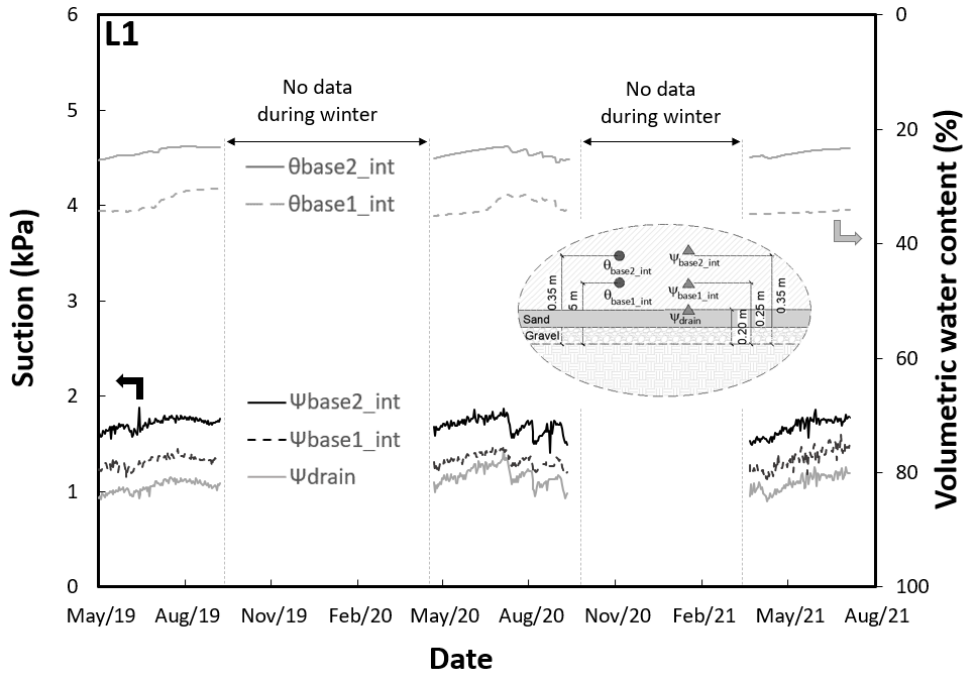 L1
6
5
4
3
2
1
0
Suction (kPa)
0
20
40
60
80
100
Volumetric water content (%)
No data
during winter
No data
during winter
θbase2_int
θbase1_int
θbase2_int
θbase1_int
Ψbase2_int
Ψbase1_int
Ψdrain
0.35 m
5 m
0.20 m
0.25 m
0.35 m
Sand
Gravel
Ψbase2_int
Ψbase1_int
Ψdrain
May/19 Aug/19 Nov/19 Feb/20 May/20 Aug/20 Nov/20 Feb/21 May/21 Aug/21
Date